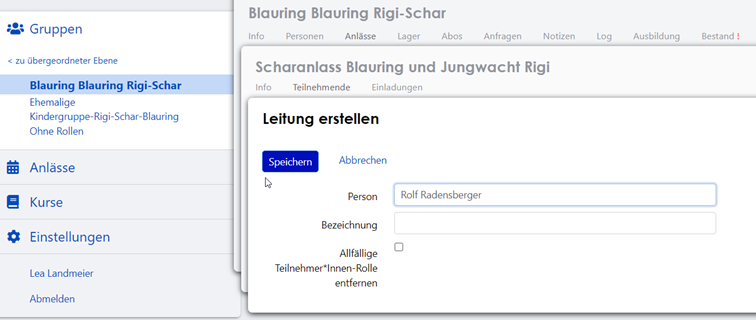 Gruppen
< zu übergeordneter Ebene
Blauring Blauring Rigi-Schar
Ehemalige
Kindergruppe-Rigi-Schar-Blauring
Ohne Rollen
Anlässe
Kurse
Einstellungen
Lea Landmeier
Abmelden
Blauring Blauring Rigi-Schar
Info Personen Anlässe Lager Abos Anfragen Notizen Log Ausbildung Bestand !
Scharanlass Blauring und Jungwacht Rigi
Info Teilnehmende Einladungen
Leitung erstellen
Speichern Abbrechen
Person Rolf Radensberger
Bezeichnung
Allfällige
Teilnehmer*Innen-Rolle
entfernen